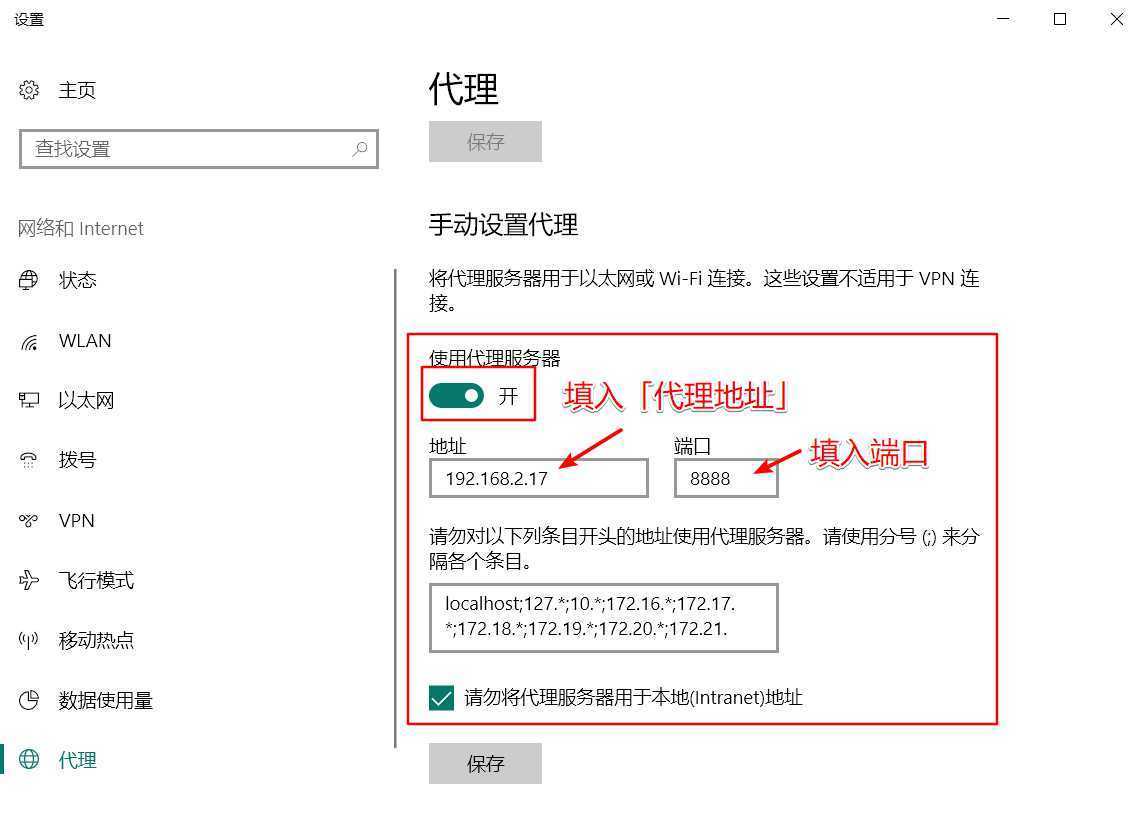 设置
主页
查找设置
网络和 Internet
状态
WLAN
以太网
拨号
VPN
飞行模式
移动热点
数据使用量
代理
代理
保存
手动设置代理
将代理服务器用于以太网或 Wi-Fi 连接。这些设置不适用于 VPN 连
接。
使用代理服务器
开
填入「代理地址」
地址
端口
填入端口
192.168.2.17
8888
请勿对以下列条目开头的地址使用代理服务器。请使用分号 (;) 来分
隔各个条目。
localhost;127.*;10.*;172.16.*;172.17.
*;172.18.*;172.19.*;172.20.*;172.21.
请勿将代理服务器用于本地(Intranet)地址
保存